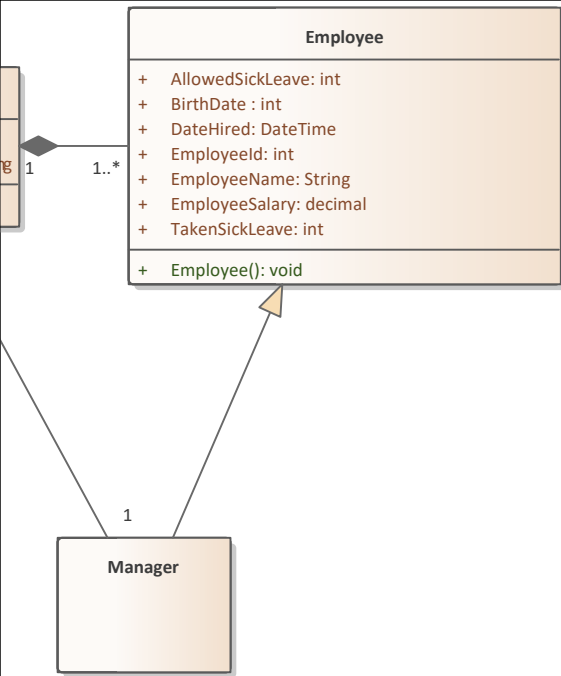 Employee
+ AllowedSickLeave: int
+ BirthDate : int
+ DateHired: DateTime
+ EmployeeId: int
+ EmployeeName: String
+ EmployeeSalary: decimal
+ TakenSickLeave: int
+ Employee(): void
1
1..*
1
Manager